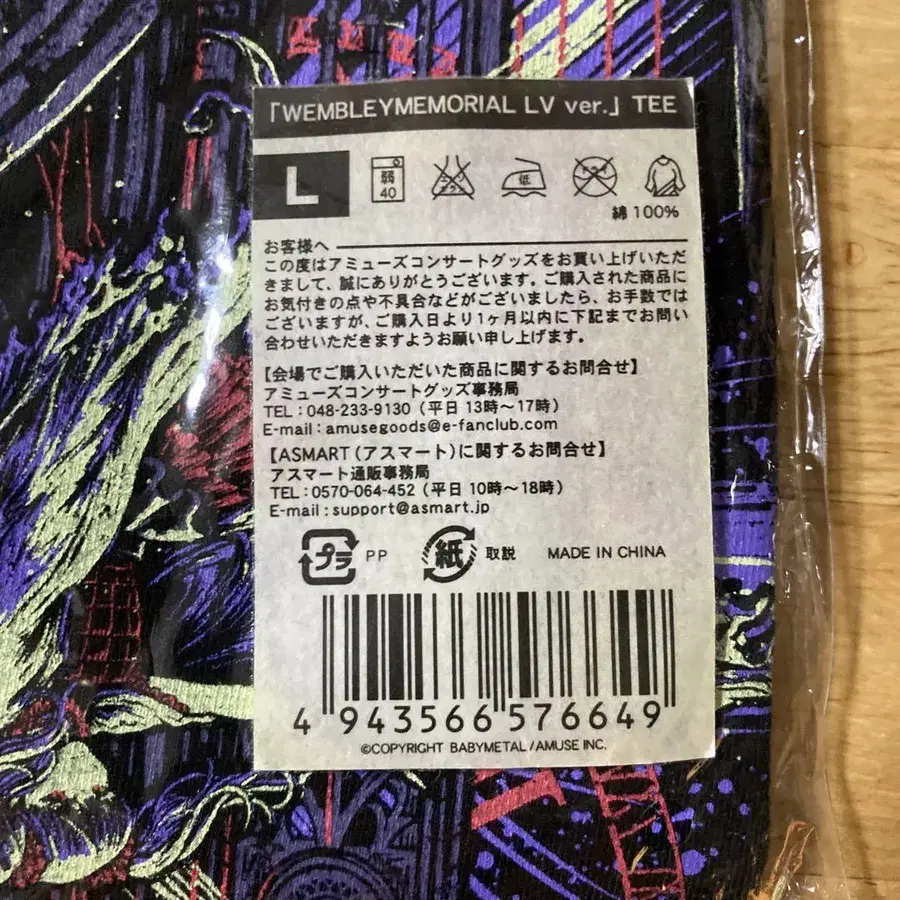 「WEMBLEYMEMORIAL LV ver.」 TEE
L
弱
40
エンソサラシ
低
ドライ
綿 100%
お客様へ
この度はアミューズコンサートグッズをお買い上げいただ
きまして、誠にありがとうございます。ご購入された商品に
お気付きの点や不具合などがございましたら、お手数では
ございますが、ご購入日より1ヶ月以内に下記までお問い
合わせいただきますようお願い申し上げます。
【会場でご購入いただいた商品に関するお問合せ】
アミューズコンサートグッズ事務局
TEL：048-233-9130（平日 13時〜17時）
E-mail：amusegoods@e-fanclub.com
【ASMART（アスマート）に関するお問合せ】
アスマート通販事務局
TEL：0570-064-452（平日 10時〜18時）
E-mail：support@asmart.jp
プラ PP 紙 取説 MADE IN CHINA
4 943566 576649
©COPYRIGHT BABYMETAL /AMUSE INC.